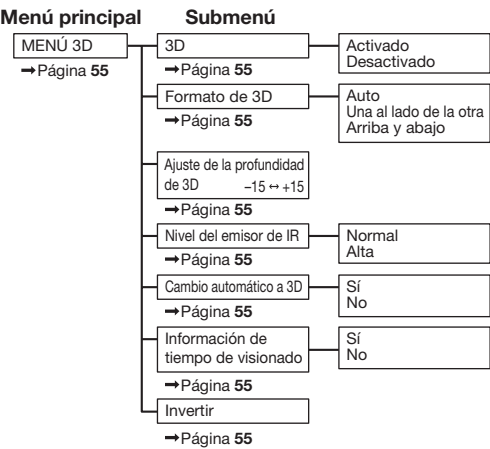 Menú principal Submenú
MENÚ 3D
➞Página 55
3D
➞Página 55
Activado
Desactivado
Formato de 3D
➞Página 55
Auto
Una al lado de la otra
Arriba y abajo
Ajuste de la profundidad
de 3D −15 ↔ +15
➞Página 55
Nivel del emisor de IR
➞Página 55
Normal
Alta
Cambio automático a 3D
➞Página 55
Sí
No
Información de
tiempo de visionado
➞Página 55
Sí
No
Invertir
➞Página 55